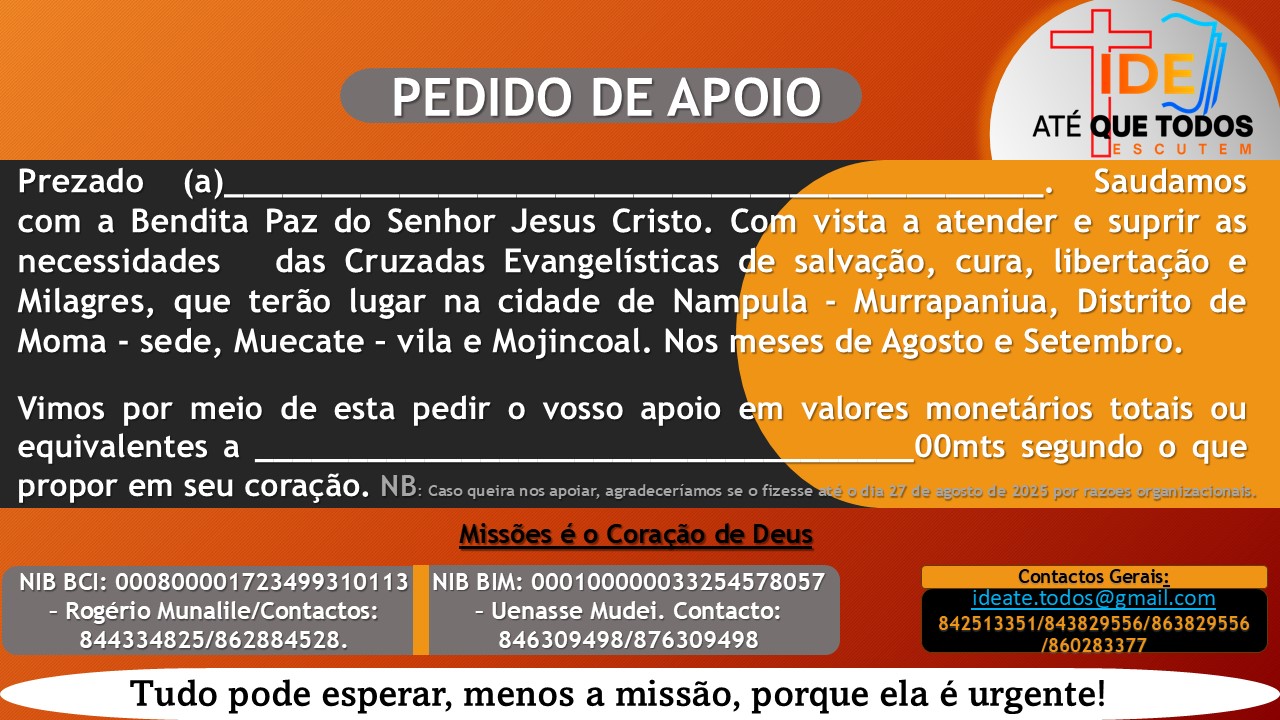 IDE
ATÉ QUE TODOS
ESCUTEM
PEDIDO DE APOIO
Prezado (a)__________________________________________. Saudamos
com a Bendita Paz do Senhor Jesus Cristo. Com vista a atender e suprir as
necessidades das Cruzadas Evangelísticas de salvação, cura, libertação e
Milagres, que terão lugar na cidade de Nampula - Murrapaniua, Distrito de
Moma - sede, Muecate – vila e Mojincoal. Nos meses de Agosto e Setembro.
Vimos por meio de esta pedir o vosso apoio em valores monetários totais ou
equivalentes a ____________________________________00mts segundo o que
propor em seu coração. NB: Caso queira nos apoiar, agradeceríamos se o fizesse até o dia 27 de agosto de 2025 por razoes organizacionais.
Missões é o Coração de Deus
NIB BCI: 000800001723499310113
– Rogério Munalile/Contactos:
844334825/862884528.
NIB BIM: 000100000033254578057
– Uenasse Mudei. Contacto:
846309498/876309498
Contactos Gerais:
ideate.todos@gmail.com
842513351/843829556/863829556
/860283377
Tudo pode esperar, menos a missão, porque ela é urgente!